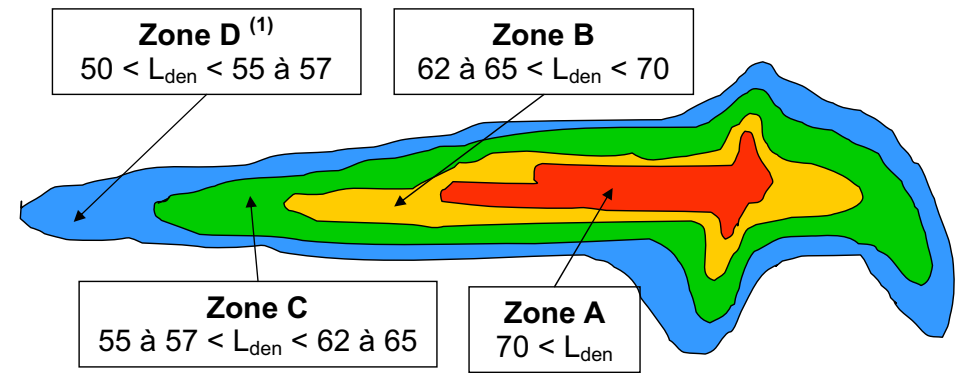 Zone D (1)
50 < Lden < 55 à 57
Zone B
62 à 65 < Lden < 70
Zone C
55 à 57 < Lden < 62 à 65
Zone A
70 < Lden